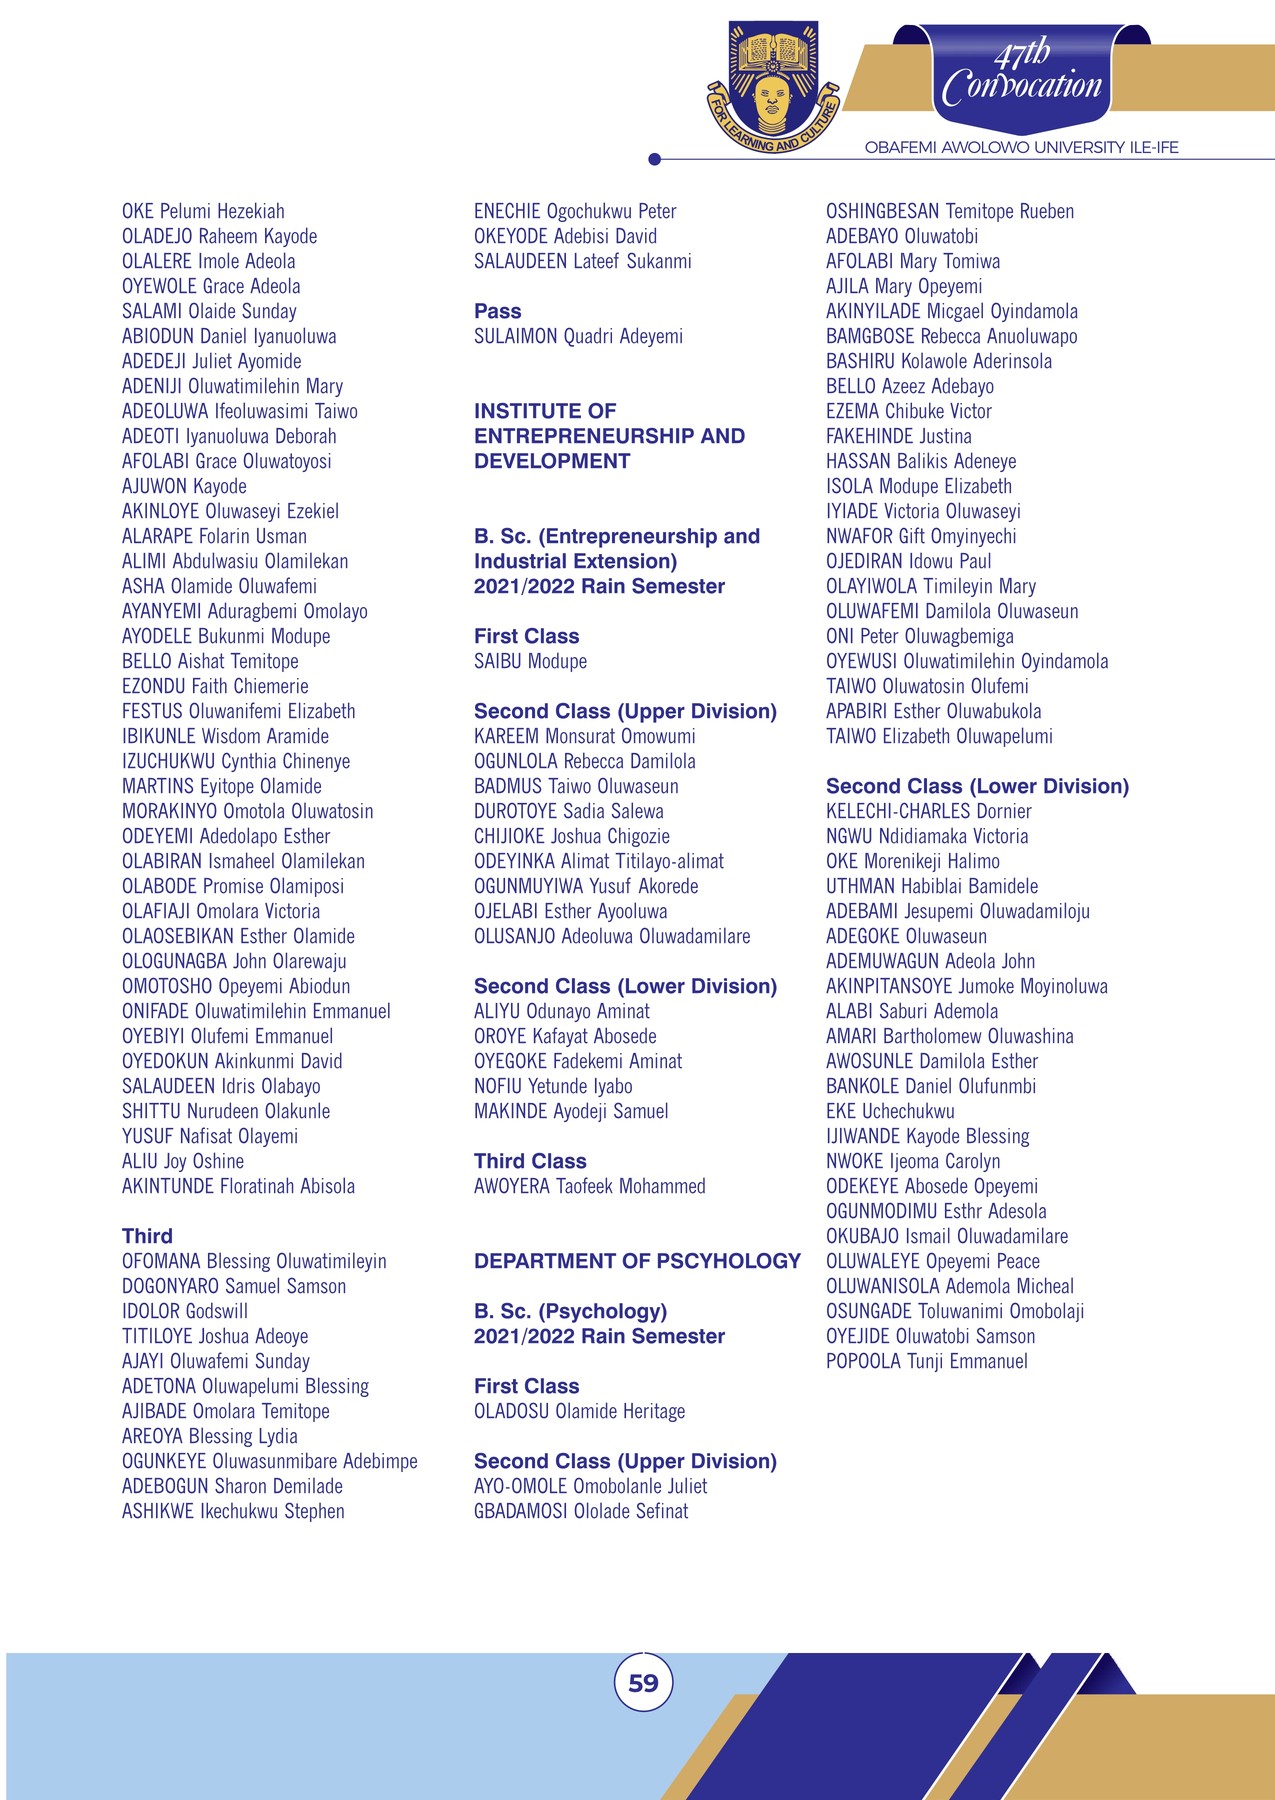 FOR LEARNING AND CULTURE
47th
Convocation
OBAFEMI AWOLOWO UNIVERSITY ILE-IFE
OKE Pelumi Hezekiah
OLADEJO Raheem Kayode
OLALERE Imole Adeola
OYEWOLE Grace Adeola
SALAMI Olaide Sunday
ABIODUN Daniel Iyanuoluwa
ADEDEJI Juliet Ayomide
ADENIJI Oluwatimilehin Mary
ADEOLUWA Ifeoluwasimi Taiwo
ADEOTI Iyanuoluwa Deborah
AFOLABI Grace Oluwatoyosi
AJUWON Kayode
AKINLOYE Oluwaseyi Ezekiel
ALARAPE Folarin Usman
ALIMI Abdulwasiu Olamilekan
ASHA Olamide Oluwafemi
AYANYEMI Aduragbemi Omolayo
AYODELE Bukunmi Modupe
BELLO Aishat Temitope
EZONDU Faith Chiemerie
FESTUS Oluwanifemi Elizabeth
IBIKUNLE Wisdom Aramide
IZUCHUKWU Cynthia Chinenye
MARTINS Eyitope Olamide
MORAKINYO Omotola Oluwatosin
ODEYEMI Adedolapo Esther
OLABIRAN Ismaheel Olamilekan
OLABODE Promise Olamiposi
OLAFIAJI Omolara Victoria
OLAOSEBIKAN Esther Olamide
OLOGUNAGBA John Olarewaju
OMOTOSHO Opeyemi Abiodun
ONIFADE Oluwatimilehin Emmanuel
OYEBIYI Olufemi Emmanuel
OYEDOKUN Akinkunmi David
SALAUDEEN Idris Olabayo
SHITTU Nurudeen Olakunle
YUSUF Nafisat Olayemi
ALIU Joy Oshine
AKINTUNDE Floratinah Abisola
Third
OFOMANA Blessing Oluwatimileyin
DOGONYARO Samuel Samson
IDOLOR Godswill
TITILOYE Joshua Adeoye
AJAYI Oluwafemi Sunday
ADETONA Oluwapelumi Blessing
AJIBADE Omolara Temitope
AREOYA Blessing Lydia
OGUNKEYE Oluwasunmibare Adebimpe
ADEBOGUN Sharon Demilade
ASHIKWE Ikechukwu Stephen
ENECHIE Ogochukwu Peter
OKEYODE Adebisi David
SALAUDEEN Lateef Sukanmi
Pass
SULAIMON Quadri Adeyemi
INSTITUTE OF
ENTREPRENEURSHIP AND
DEVELOPMENT
B. Sc. (Entrepreneurship and
Industrial Extension)
2021/2022 Rain Semester
First Class
SAIBU Modupe
Second Class (Upper Division)
KAREEM Monsurat Omowumi
OGUNLOLA Rebecca Damilola
BADMUS Taiwo Oluwaseun
DUROTOYE Sadia Salewa
CHIJIOKE Joshua Chigozie
ODEYINKA Alimat Titilayo-alimat
OGUNMUYIWA Yusuf Akorede
OJELABI Esther Ayooluwa
OLUSANJO Adeoluwa Oluwadamilare
Second Class (Lower Division)
ALIYU Odunayo Aminat
OROYE Kafayat Abosede
OYEGOKE Fadekemi Aminat
NOFIU Yetunde Iyabo
MAKINDE Ayodeji Samuel
Third Class
AWOYERA Taofeek Mohammed
DEPARTMENT OF PSCYHOLOGY
B. Sc. (Psychology)
2021/2022 Rain Semester
First Class
OLADOSU Olamide Heritage
Second Class (Upper Division)
AYO-OMOLE Omobolanle Juliet
GBADAMOSI Ololade Sefinat
OSHINGBESAN Temitope Rueben
ADEBAYO Oluwatobi
AFOLABI Mary Tomiwa
AJILA Mary Opeyemi
AKINYILADE Micgael Oyindamola
BAMGBOSE Rebecca Anuoluwapo
BASHIRU Kolawole Aderinsola
BELLO Azeez Adebayo
EZEMA Chibuke Victor
FAKEHINDE Justina
HASSAN Balikis Adeneye
ISOLA Modupe Elizabeth
IYIADE Victoria Oluwaseyi
NWAFOR Gift Omyinyechi
OJEDIRAN Idowu Paul
OLAYIWOLA Timileyin Mary
OLUWAFEMI Damilola Oluwaseun
ONI Peter Oluwagbemiga
OYEWUSI Oluwatimilehin Oyindamola
TAIWO Oluwatosin Olufemi
APABIRI Esther Oluwabukola
TAIWO Elizabeth Oluwapelumi
Second Class (Lower Division)
KELECHI-CHARLES Dornier
NGWU Ndidiamaka Victoria
OKE Morenikeji Halimo
UTHMAN Habiblai Bamidele
ADEBAMI Jesupemi Oluwadamiloju
ADEGOKE Oluwaseun
ADEMUWAGUN Adeola John
AKINPITANSOYE Jumoke Moyinoluwa
ALABI Saburi Ademola
AMARI Bartholomew Oluwashina
AWOSUNLE Damilola Esther
BANKOLE Daniel Olufunmbi
EKE Uchechukwu
IJIWANDE Kayode Blessing
NWOKE Ijeoma Carolyn
ODEKEYE Abosede Opeyemi
OGUNMODIMU Esthr Adesola
OKUBAJO Ismail Oluwadamilare
OLUWALEYE Opeyemi Peace
OLUWANISOLA Ademola Micheal
OSUNGADE Toluwanimi Omobolaji
OYEJIDE Oluwatobi Samson
POPOOLA Tunji Emmanuel
59